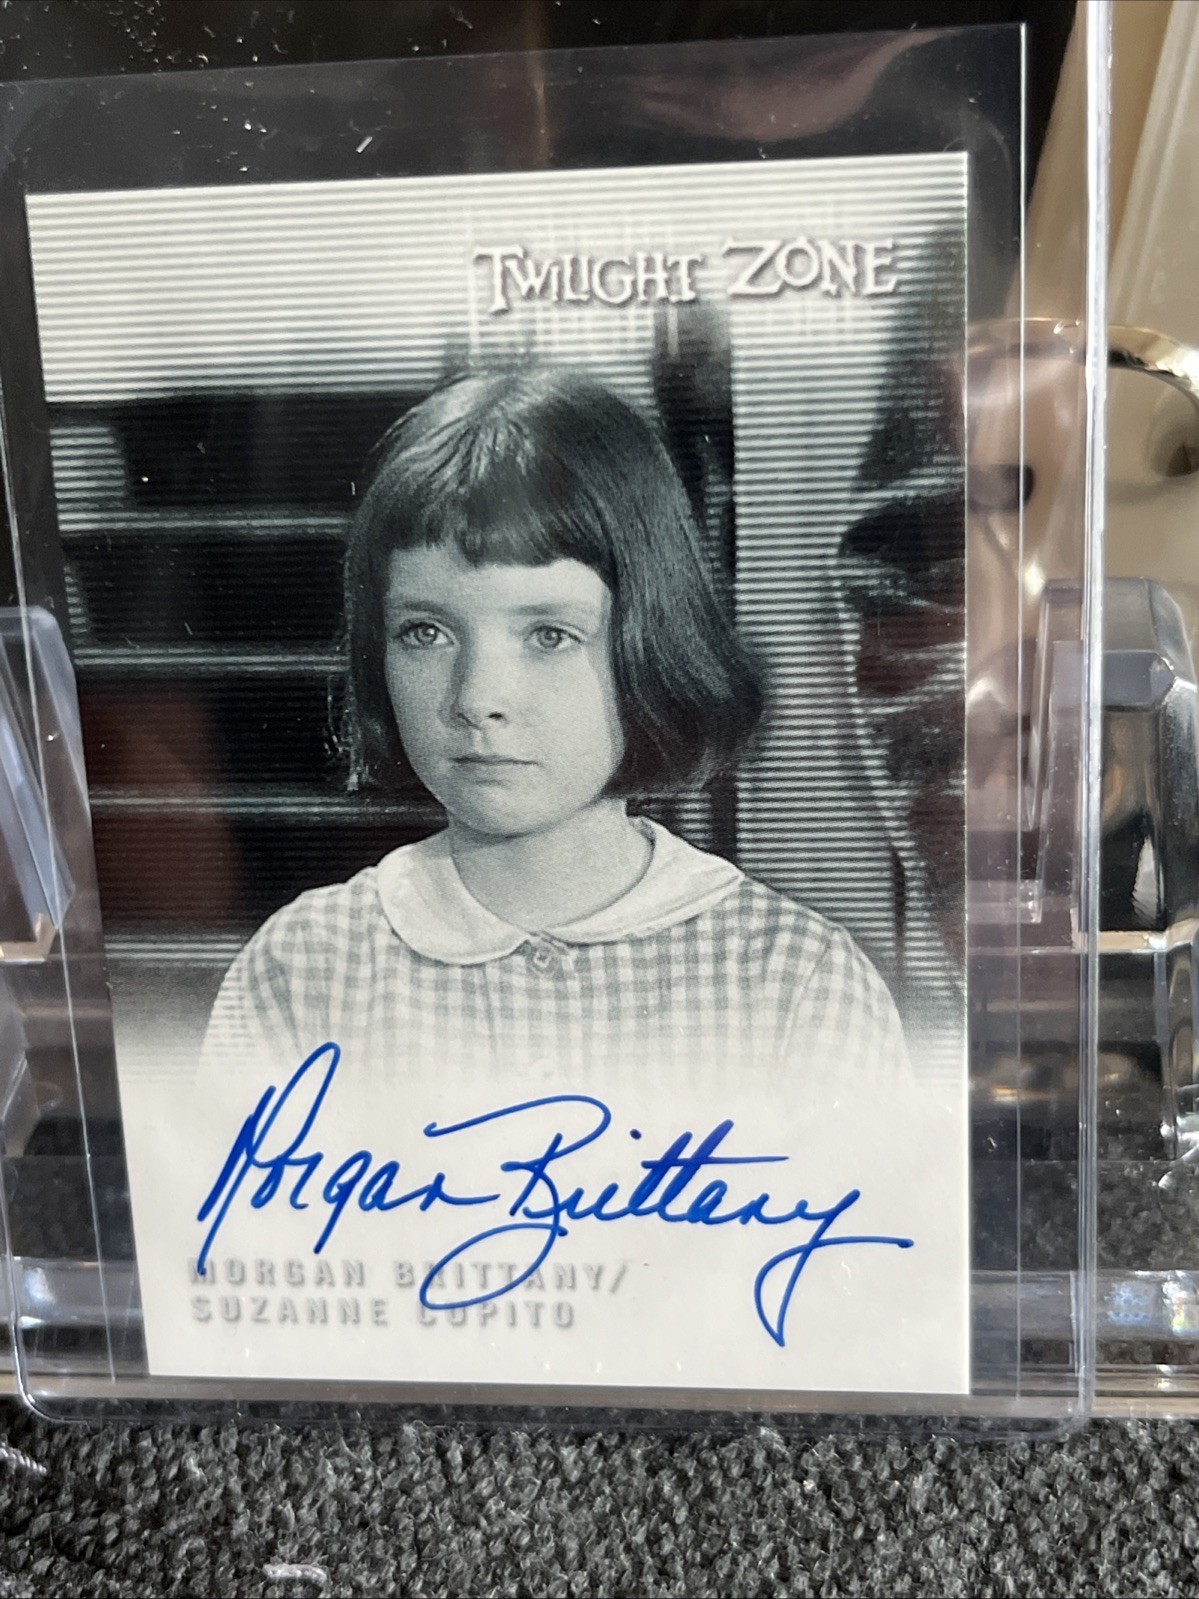 TWILIGHT ZONE
Morgan Brittany
MORGAN BRITTANY/
SUZANNE CUPITO